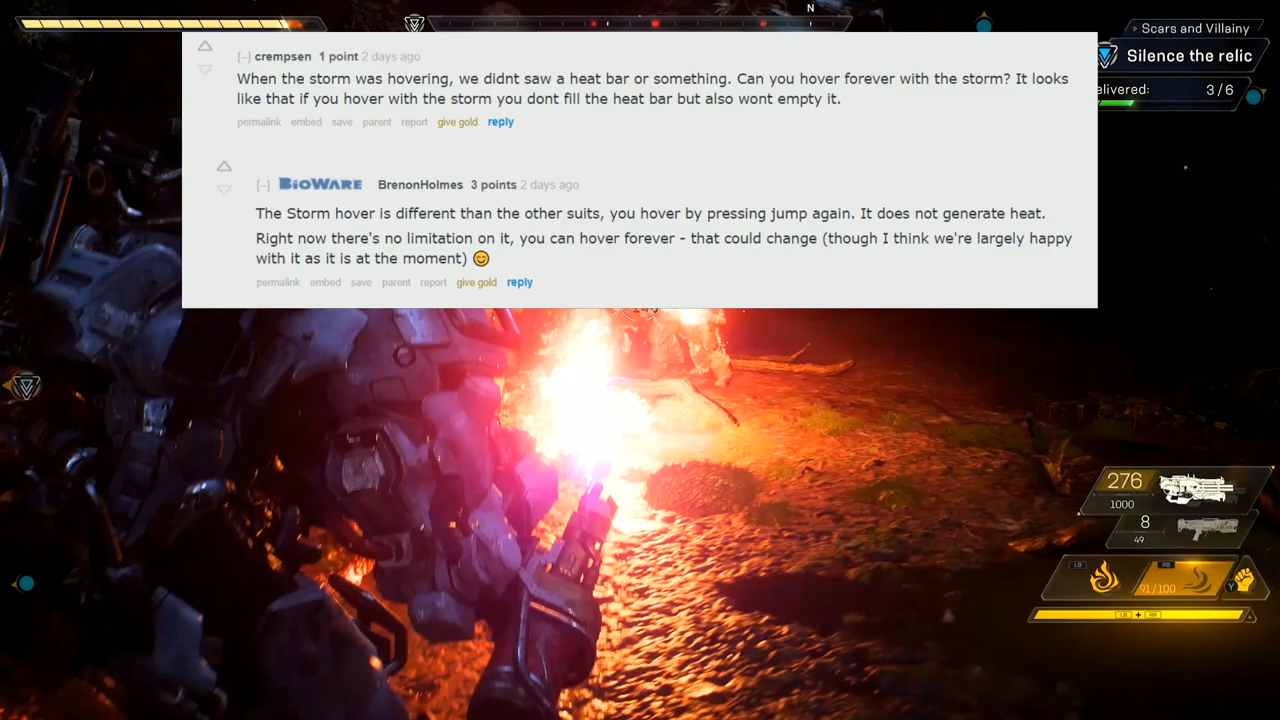 N
Scars and Villainy
Silence the relic
elivered: 3/6
[–] crempsen 1 point 2 days ago
When the storm was hovering, we didnt saw a heat bar or something. Can you hover forever with the storm? It looks
like that if you hover with the storm you dont fill the heat bar but also wont empty it.
permalink embed save parent report give gold reply
[–] BIOWARE BrenonHolmes 3 points 2 days ago
The Storm hover is different than the other suits, you hover by pressing jump again. It does not generate heat.
Right now there's no limitation on it, you can hover forever - that could change (though I think we're largely happy
with it as it is at the moment) 😊
permalink embed save parent report give gold reply
276
1000
8
49
LB RB
91/100
Y
LB + RB